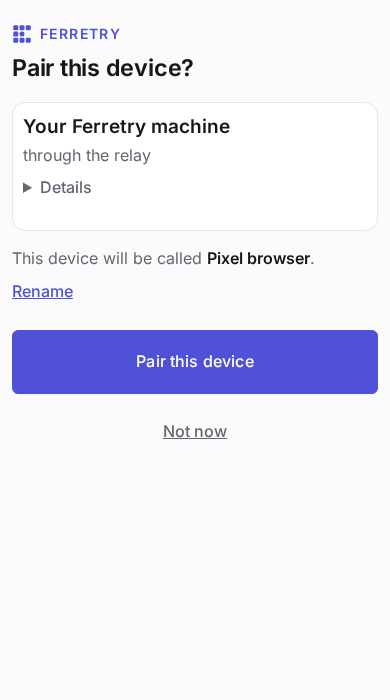 FERRETRY
Pair this device?
Your Ferretry machine
through the relay
Details
This device will be called Pixel browser.
Rename
Pair this device
Not now